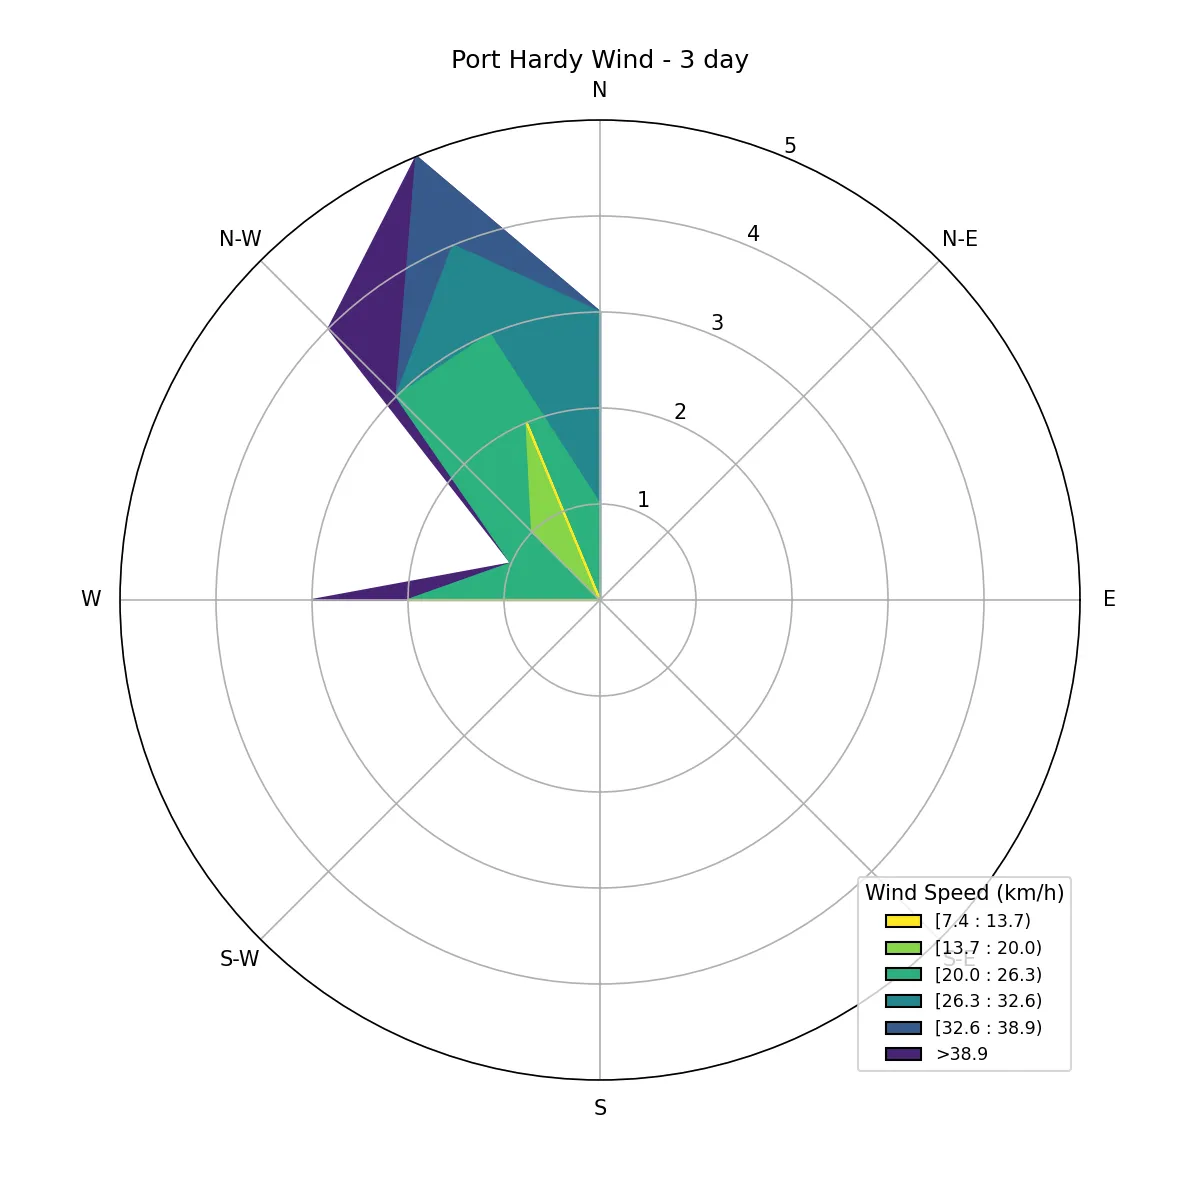 Port Hardy Wind - 3 day
N
5
N-W
4
N-E
3
2
1
W
E
S-W
S-E
S
Wind Speed (km/h)
[7.4 : 13.7)
[13.7 : 20.0)
[20.0 : 26.3)
[26.3 : 32.6)
[32.6 : 38.9)
>38.9